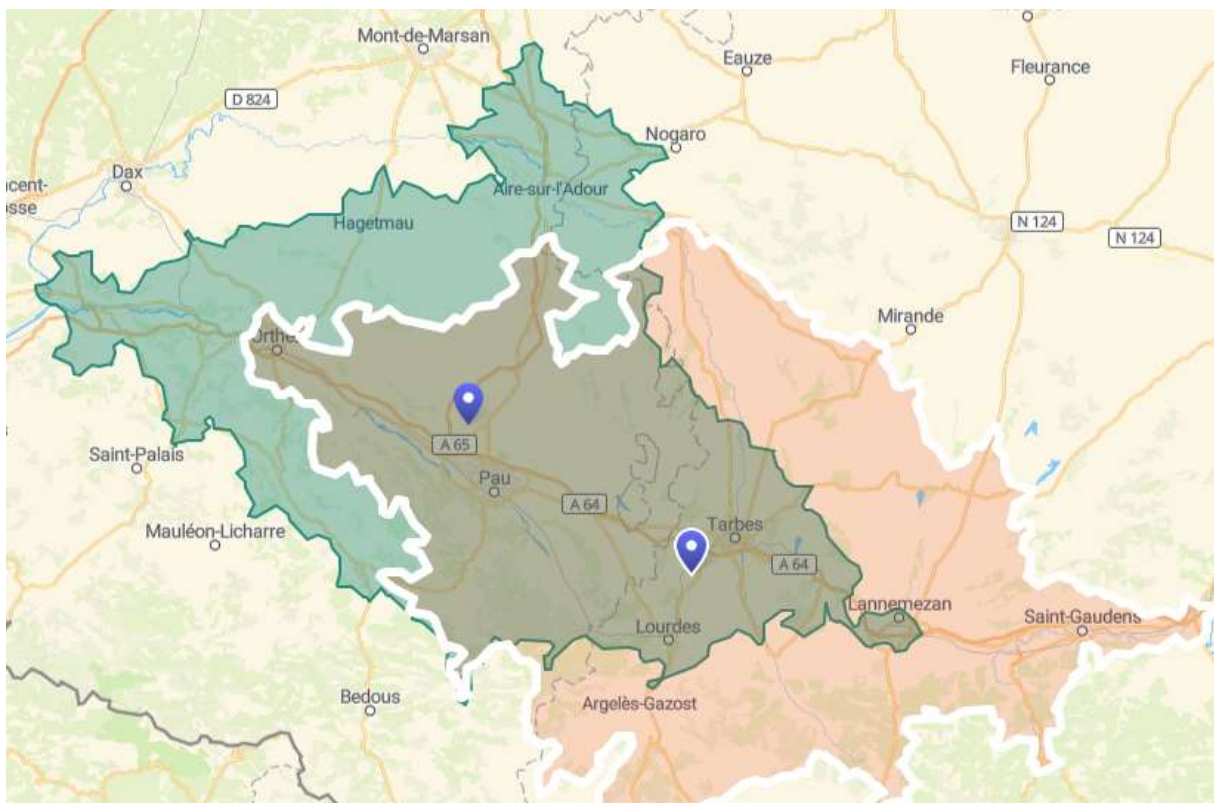 Mont-de-Marsan
Eauze
Fleurance
D 824
Nogaro
Dax
Aire-sur-l'Adour
Hagetmau
N 124
N 124
Mirande
Orthe
Saint-Palais
A 65
Pau
A 64
Mauléon-Licharre
Tarbes
A 64
Lannemezan
Saint-Gaudens
Lourdes
Bedous
Argelès-Gazost